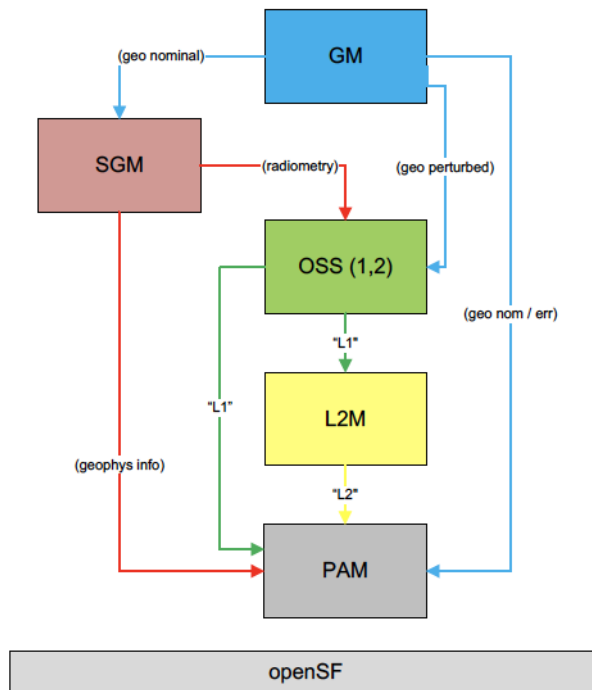 GM
(geo nominal)
SGM
(radiometry)
(geo perturbed)
OSS (1,2)
(geo nom / err)
"L1"
L2M
"L1"
(geophys info)
"L2"
PAM
openSF